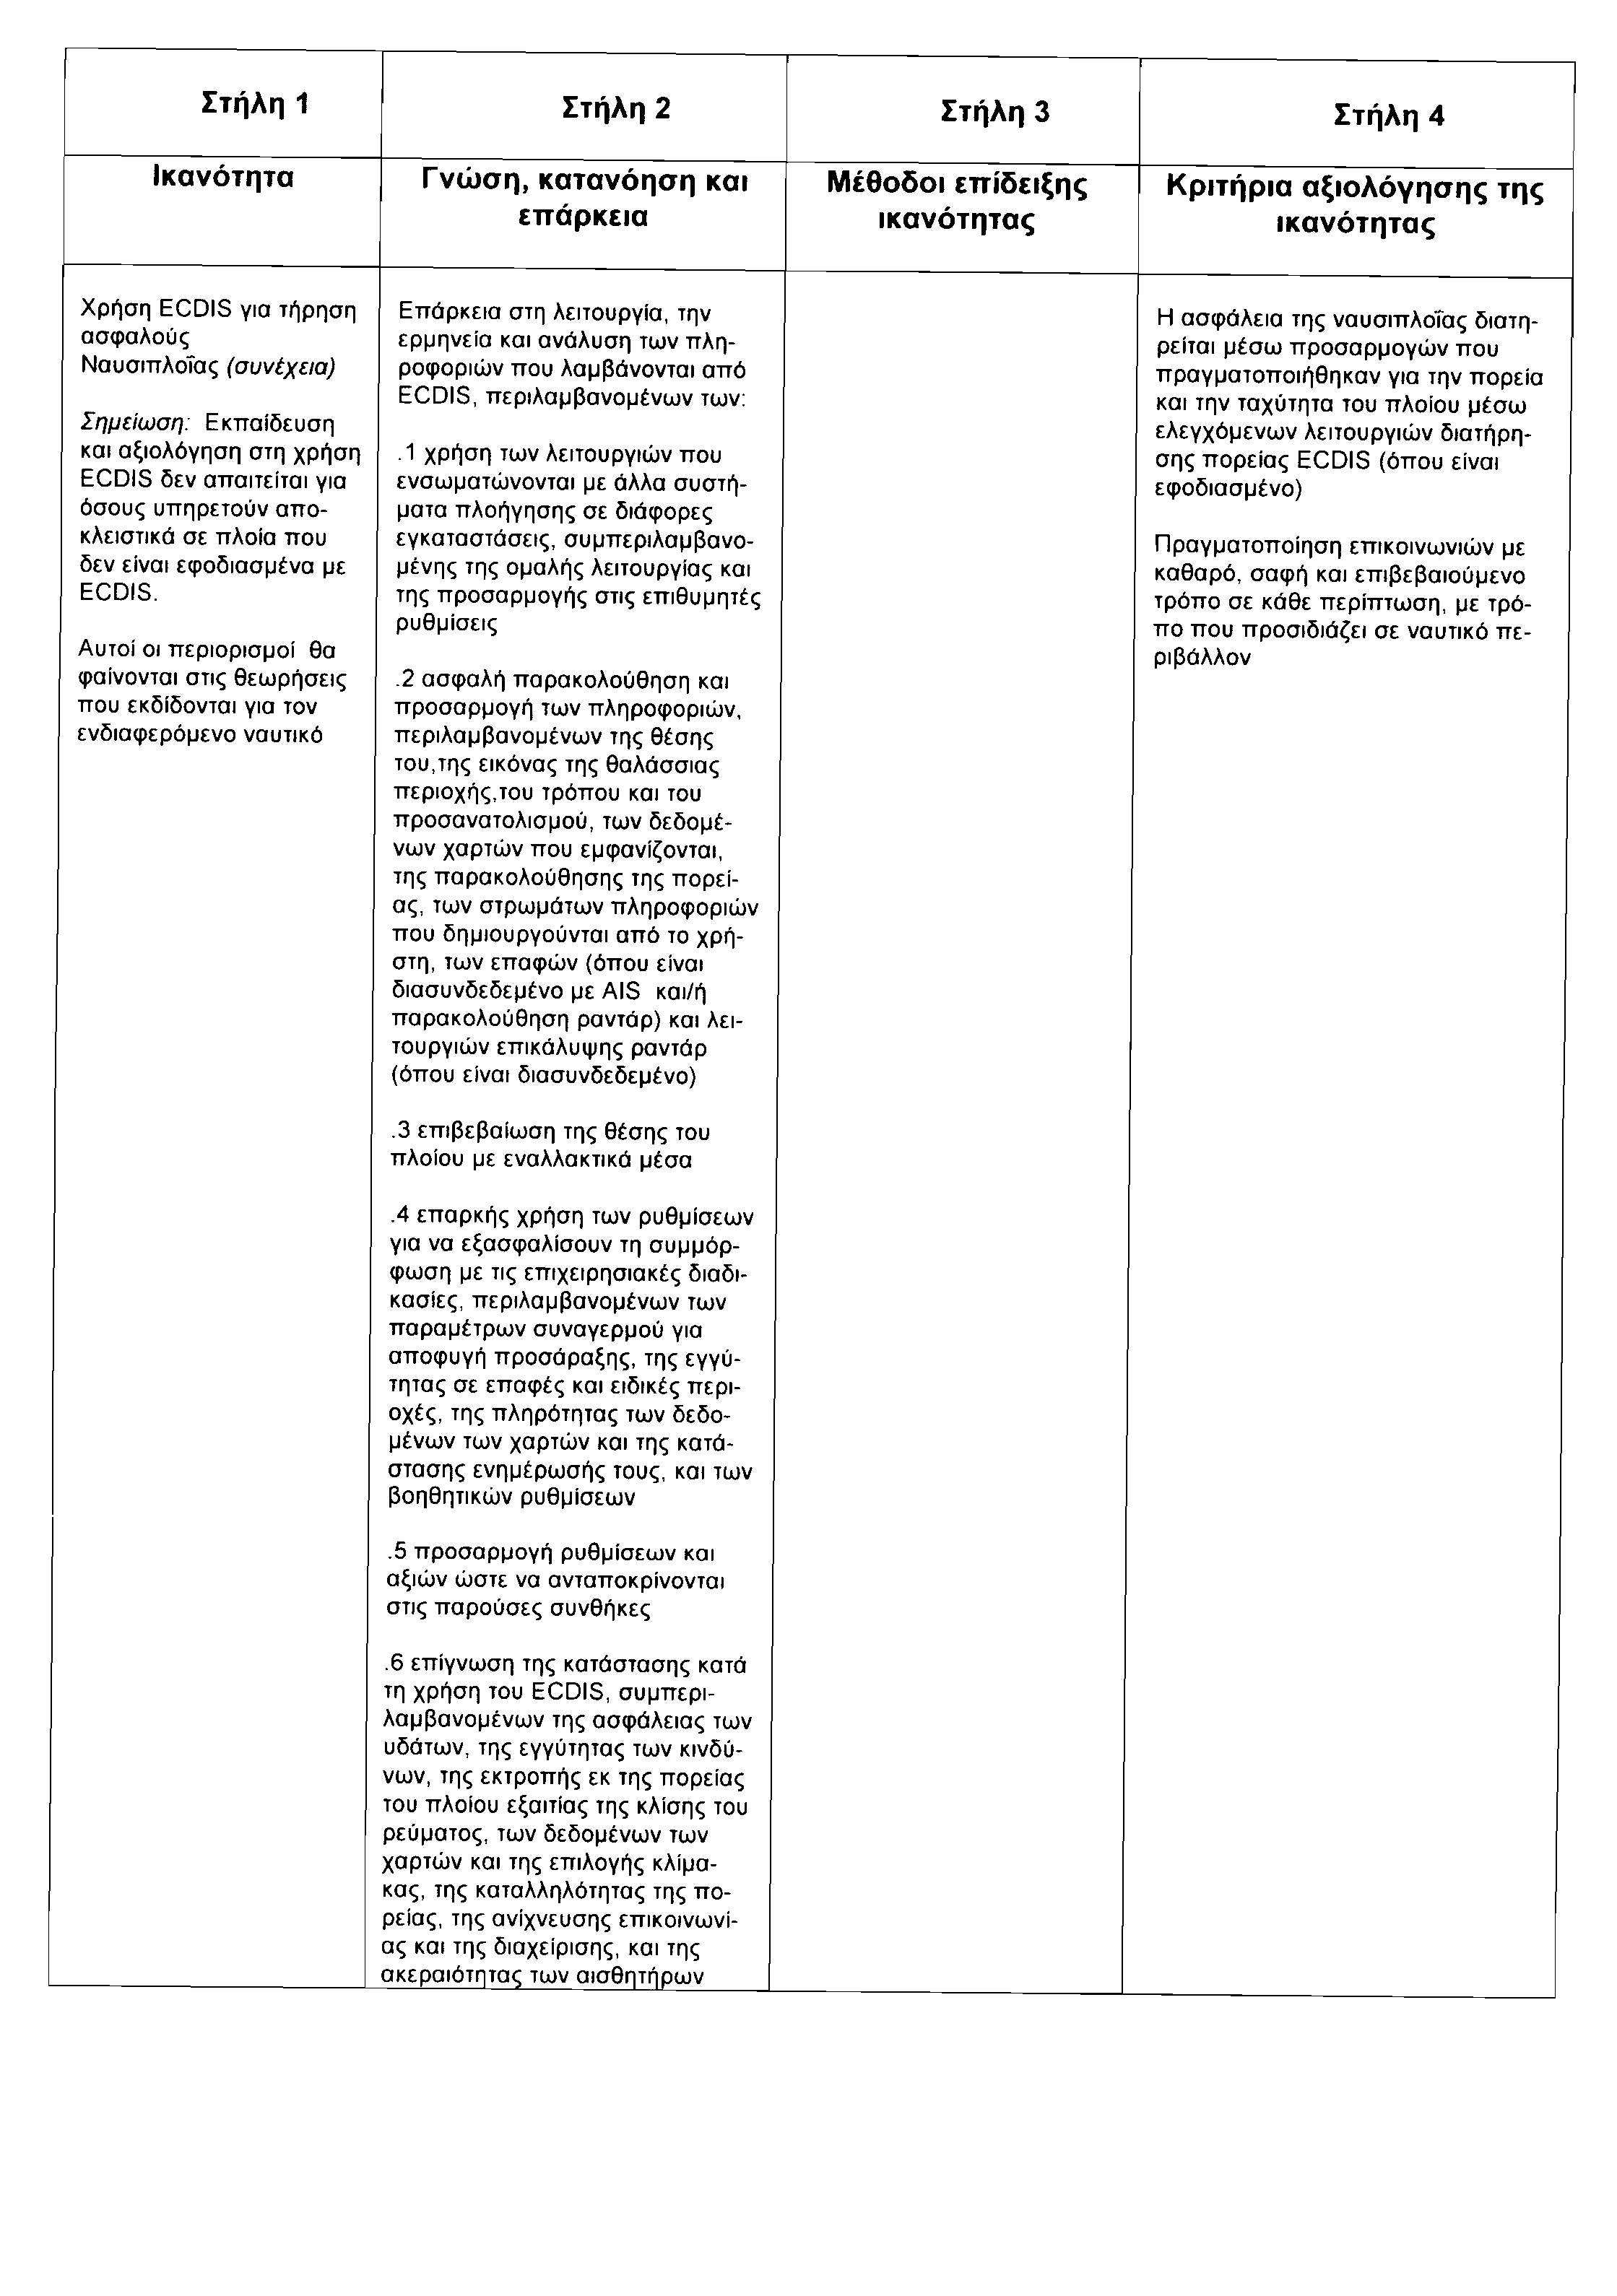 Στήλη 1
Στήλη 2
Στήλη 3
Στήλη 4
Ικανότητα
Γνώση, κατανόηση και
επάρκεια
Μέθοδοι επίδειξης
ικανότητας
Κριτήρια αξιολόγησης της
ικανότητας
Χρήση ECDIS για τήρηση
ασφαλούς
Ναυσιπλοΐας (συνέχεια)
Σημείωση: Εκπαίδευση
και αξιολόγηση στη χρήση
ECDIS δεν απαιτείται για
όσους υπηρετούν απο-
κλειστικά σε πλοία που
δεν είναι εφοδιασμένα με
ECDIS.
Αυτοί οι περιορισμοί θα
φαίνονται στις θεωρήσεις
που εκδίδονται για τον
ενδιαφερόμενο ναυτικό
Επάρκεια στη λειτουργία, την
ερμηνεία και ανάλυση των πλη-
ροφοριών που λαμβάνονται από
ECDIS, περιλαμβανομένων των:
.1 χρήση των λειτουργιών που
ενσωματώνονται με άλλα συστή-
ματα πλοήγησης σε διάφορες
εγκαταστάσεις, συμπεριλαμβανο-
μένης της ομαλής λειτουργίας και
της προσαρμογής στις επιθυμητές
ρυθμίσεις
.2 ασφαλή παρακολούθηση και
προσαρμογή των πληροφοριών,
περιλαμβανομένων της θέσης
του,της εικόνας της θαλάσσιας
περιοχής,του τρόπου και του
προσανατολισμού, των δεδομέ-
νων χαρτών που εμφανίζονται,
της παρακολούθησης της πορεί-
ας, των στρωμάτων πληροφοριών
που δημιουργούνται από το χρή-
στη, των επαφών (όπου είναι
διασυνδεδεμένο με AIS και/ή
παρακολούθηση ραντάρ) και λει-
τουργιών επικάλυψης ραντάρ
(όπου είναι διασυνδεδεμένο)
.3 επιβεβαίωση της θέσης του
πλοίου με εναλλακτικά μέσα
.4 επαρκής χρήση των ρυθμίσεων
για να εξασφαλίσουν τη συμμόρ-
φωση με τις επιχειρησιακές διαδι-
κασίες, περιλαμβανομένων των
παραμέτρων συναγερμού για
αποφυγή προσάραξης, της εγγύ-
τητας σε επαφές και ειδικές περι-
οχές, της πληρότητας των δεδο-
μένων των χαρτών και της κατά-
στασης ενημέρωσής τους, και των
βοηθητικών ρυθμίσεων
.5 προσαρμογή ρυθμίσεων και
αξιών ώστε να ανταποκρίνονται
στις παρούσες συνθήκες
.6 επίγνωση της κατάστασης κατά
τη χρήση του ECDIS, συμπερι-
λαμβανομένων της ασφάλειας των
υδάτων, της εγγύτητας των κινδύ-
νων, της εκτροπής εκ της πορείας
του πλοίου εξαιτίας της κλίσης του
ρεύματος, των δεδομένων των
χαρτών και της επιλογής κλίμα-
κας, της καταλληλότητας της πο-
ρείας, της ανίχνευσης επικοινωνί-
ας και της διαχείρισης, και της
ακεραιότητας των αισθητήρων
Η ασφάλεια της ναυσιπλοΐας διατη-
ρείται μέσω προσαρμογών που
πραγματοποιήθηκαν για την πορεία
και την ταχύτητα του πλοίου μέσω
ελεγχόμενων λειτουργιών διατήρη-
σης πορείας ECDIS (όπου είναι
εφοδιασμένο)
Πραγματοποίηση επικοινωνιών με
καθαρό, σαφή και επιβεβαιούμενο
τρόπο σε κάθε περίπτωση, με τρό-
πο που προσιδιάζει σε ναυτικό πε-
ριβάλλον